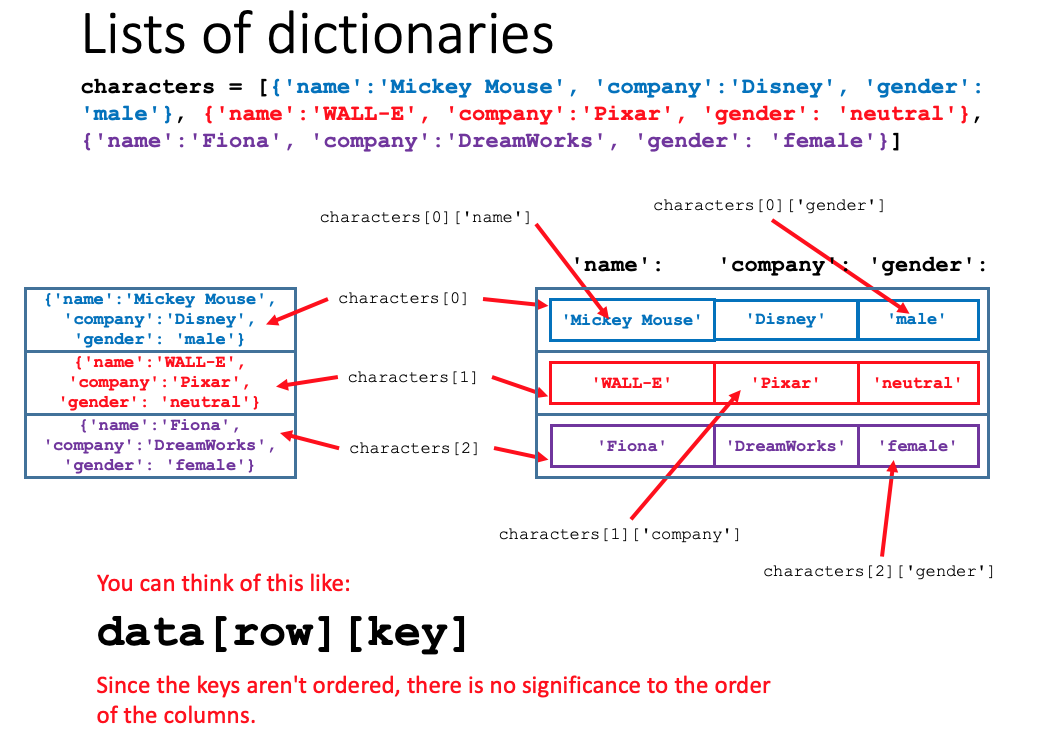 Lists of dictionaries
characters = [{'name':'Mickey Mouse', 'company':'Disney', 'gender':
'male'}, {'name':'WALL-E', 'company':'Pixar', 'gender': 'neutral'},
{'name':'Fiona', 'company':'DreamWorks', 'gender': 'female'}]
characters[0]['name']
characters[0]['gender']
'name':
'company':
'gender':
{'name':'Mickey Mouse',
'company':'Disney',
'gender': 'male'}
characters[0]
'Mickey Mouse'
'Disney'
'male'
{'name':'WALL-E',
'company':'Pixar',
'gender': 'neutral'}
characters[1]
'WALL-E'
'Pixar'
'neutral'
{'name':'Fiona',
'company':'DreamWorks',
'gender': 'female'}
characters[2]
'Fiona'
'DreamWorks'
'female'
characters[1]['company']
characters[2]['gender']
You can think of this like:
data[row][key]
Since the keys aren't ordered, there is no significance to the order
of the columns.